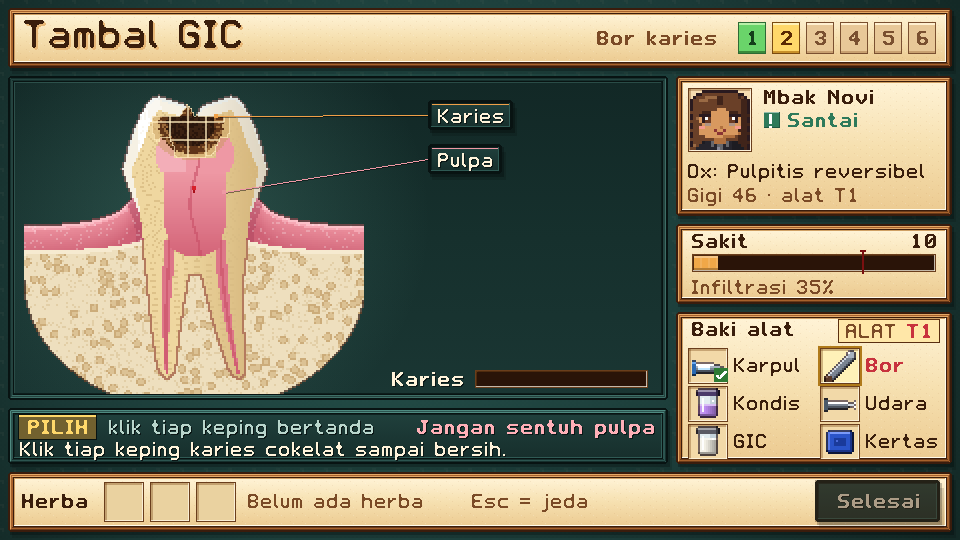 Tambal GIC
Bor karies 1 2 3 4 5 6
Karies
Pulpa
Karies
Mbak Novi
Santai
Dx: Pulpitis reversibel
Gigi 46 · alat T1
Sakit 10
Infiltrasi 35%
Baki alat ALAT T1
Karpul Bor
Kondis Udara
GIC Kertas
PILIH klik tiap keping bertanda Jangan sentuh pulpa
Klik tiap keping karies cokelat sampai bersih.
Herba Belum ada herba Esc = jeda Selesai